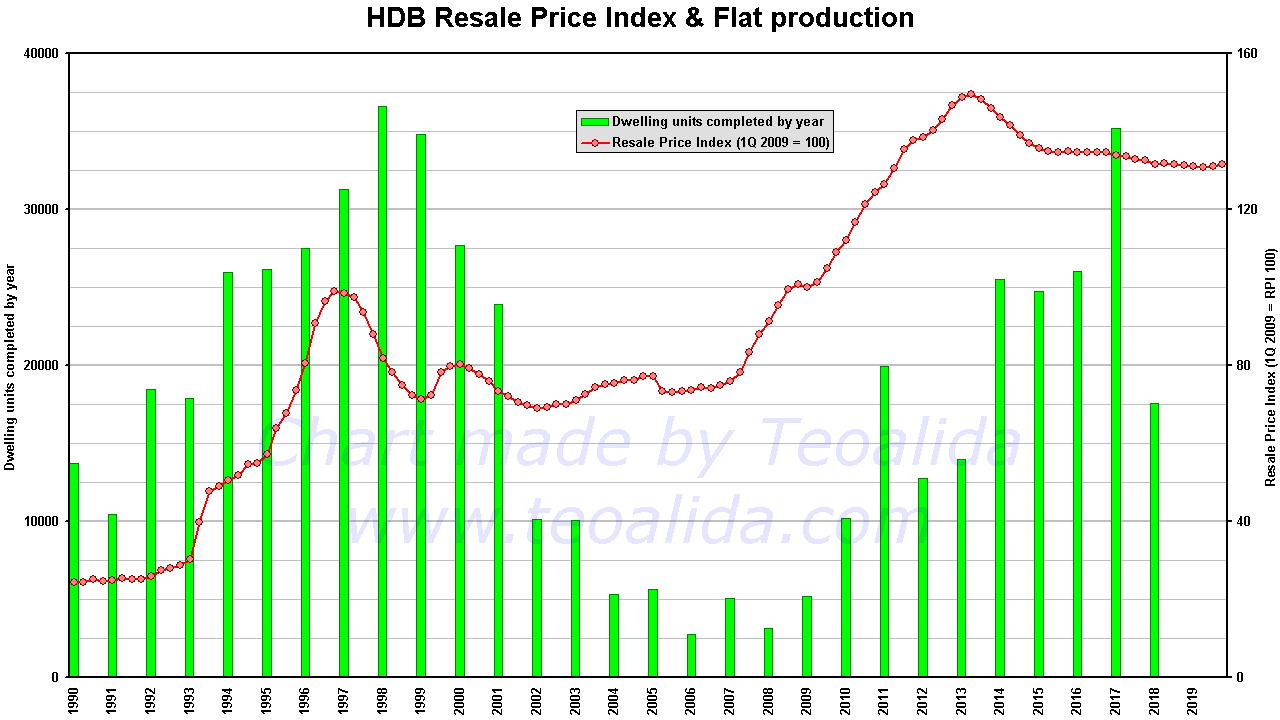 HDB Resale Price Index & Flat production
40000
30000
20000
10000
0
Dwelling units completed by year
160
120
80
40
0
Resale Price Index (1Q 2009 = RPI 100)
Dwelling units completed by year
Resale Price Index (1Q 2009 = 100)
Chart made by Teoalida
www.teoalida.com
1990 1991 1992 1993 1994 1995 1996 1997 1998 1999 2000 2001 2002 2003 2004 2005 2006 2007 2008 2009 2010 2011 2012 2013 2014 2015 2016 2017 2018 2019